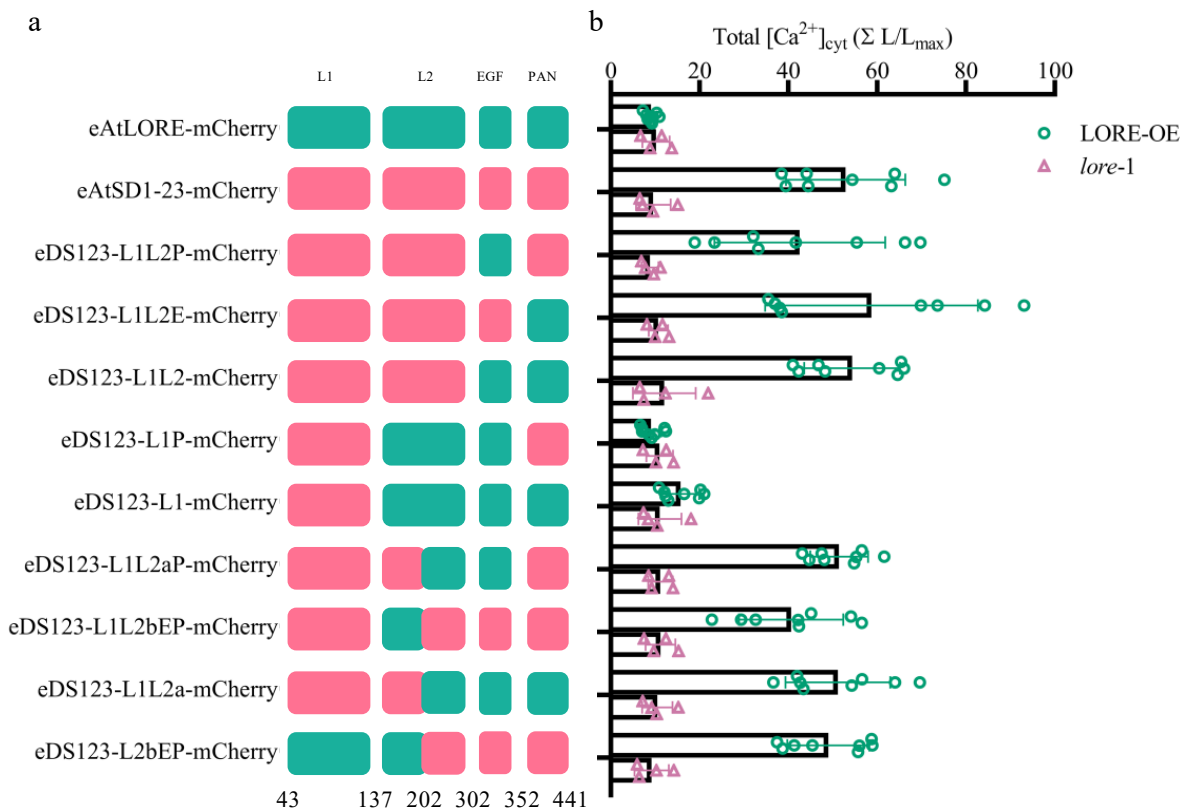 a
b
Total [Ca²⁺]cyt (Σ L/Lmax)
L1 L2 EGF PAN
0 20 40 60 80 100
LORE-OE
lore-1
eAtLORE-mCherry
eAtSD1-23-mCherry
eDS123-L1L2P-mCherry
eDS123-L1L2E-mCherry
eDS123-L1L2-mCherry
eDS123-L1P-mCherry
eDS123-L1-mCherry
eDS123-L1L2aP-mCherry
eDS123-L1L2bEP-mCherry
eDS123-L1L2a-mCherry
eDS123-L2bEP-mCherry
43 137 202 302 352 441